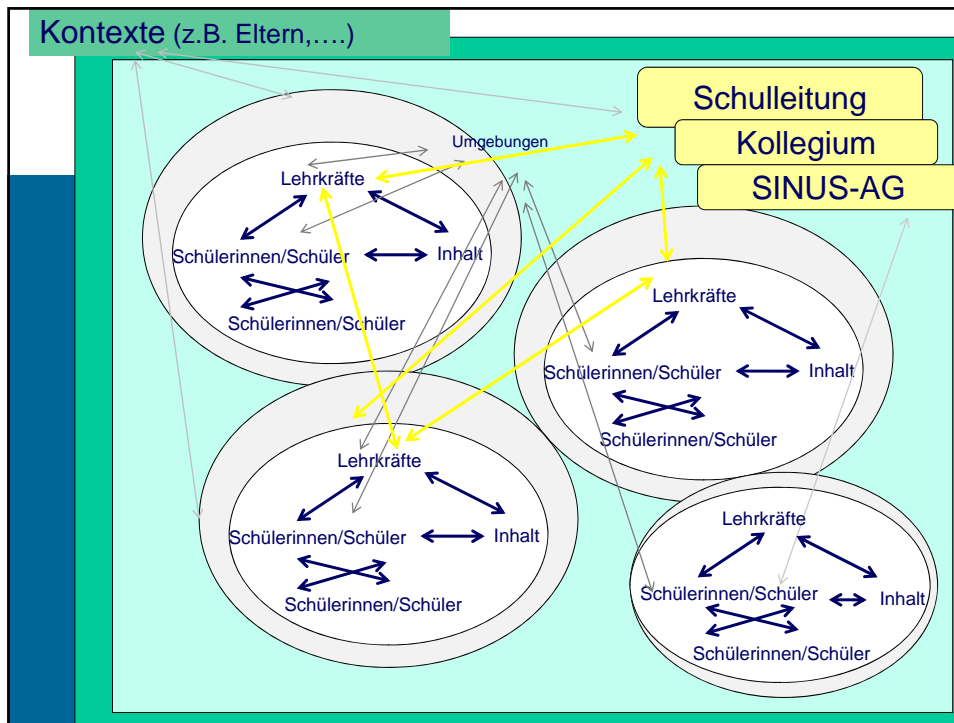 Kontexte (z.B. Eltern,….)
Schulleitung
Kollegium
SINUS-AG
Umgebungen
Lehrkräfte
Schülerinnen/Schüler
Inhalt
Schülerinnen/Schüler
Lehrkräfte
Schülerinnen/Schüler
Inhalt
Schülerinnen/Schüler
Lehrkräfte
Schülerinnen/Schüler
Inhalt
Schülerinnen/Schüler
Lehrkräfte
Schülerinnen/Schüler
Inhalt
Schülerinnen/Schüler